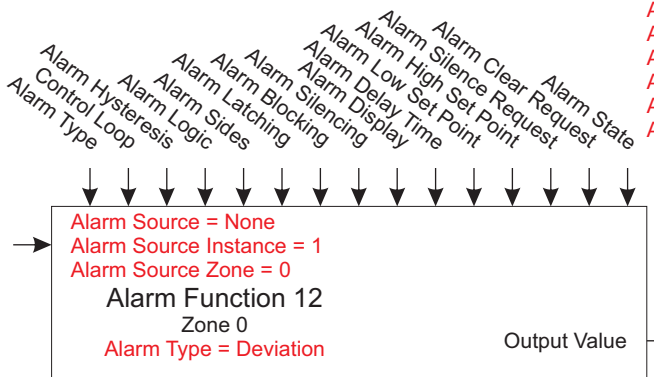 Alarm Type
Control Loop
Alarm Hysteresis
Alarm Logic
Alarm Sides
Alarm Latching
Alarm Blocking
Alarm Silencing
Alarm Display
Alarm Delay Time
Alarm Low Set Point
Alarm High Set Point
Alarm Silence Request
Alarm Clear Request
Alarm State
A
A
A
A
A
A
Alarm Source = None
Alarm Source Instance = 1
Alarm Source Zone = 0
Alarm Function 12
Zone 0
Alarm Type = Deviation
Output Value